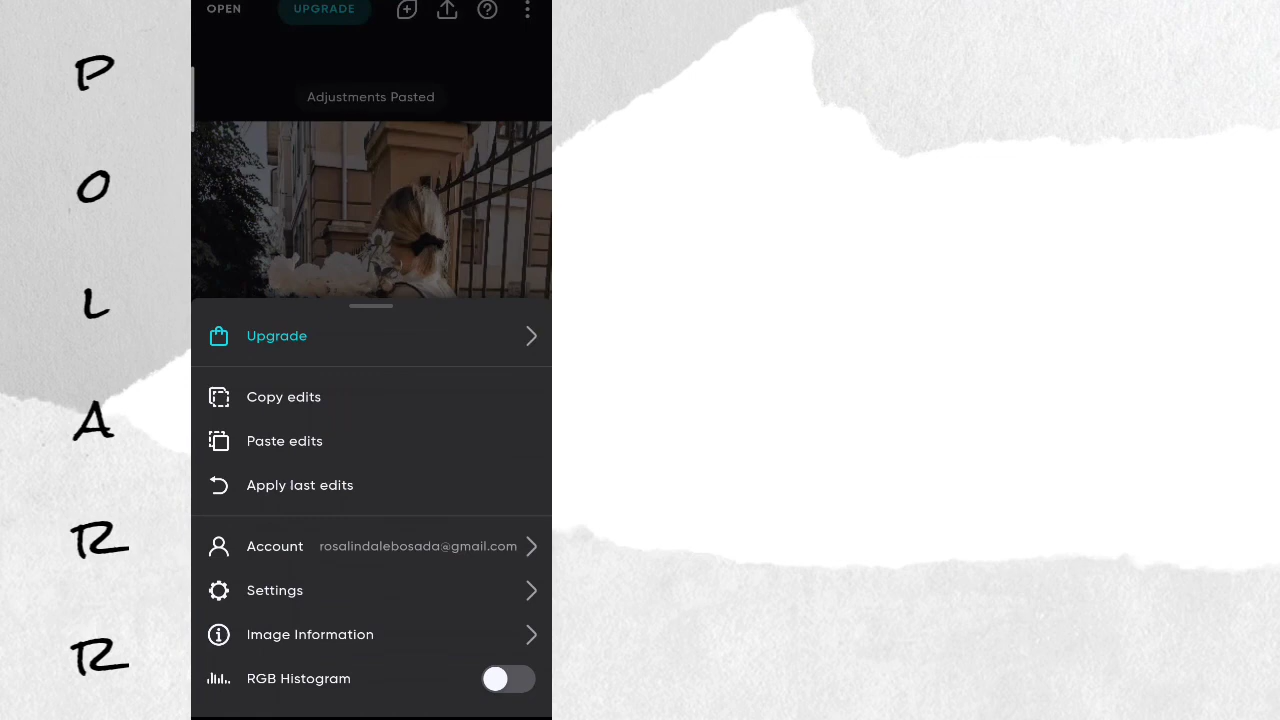 P
O
L
A
R
R
OPEN
UPGRADE
Adjustments Pasted
Upgrade
Copy edits
Paste edits
Apply last edits
Account rosalindalebosada@gmail.com
Settings
Image Information
RGB Histogram